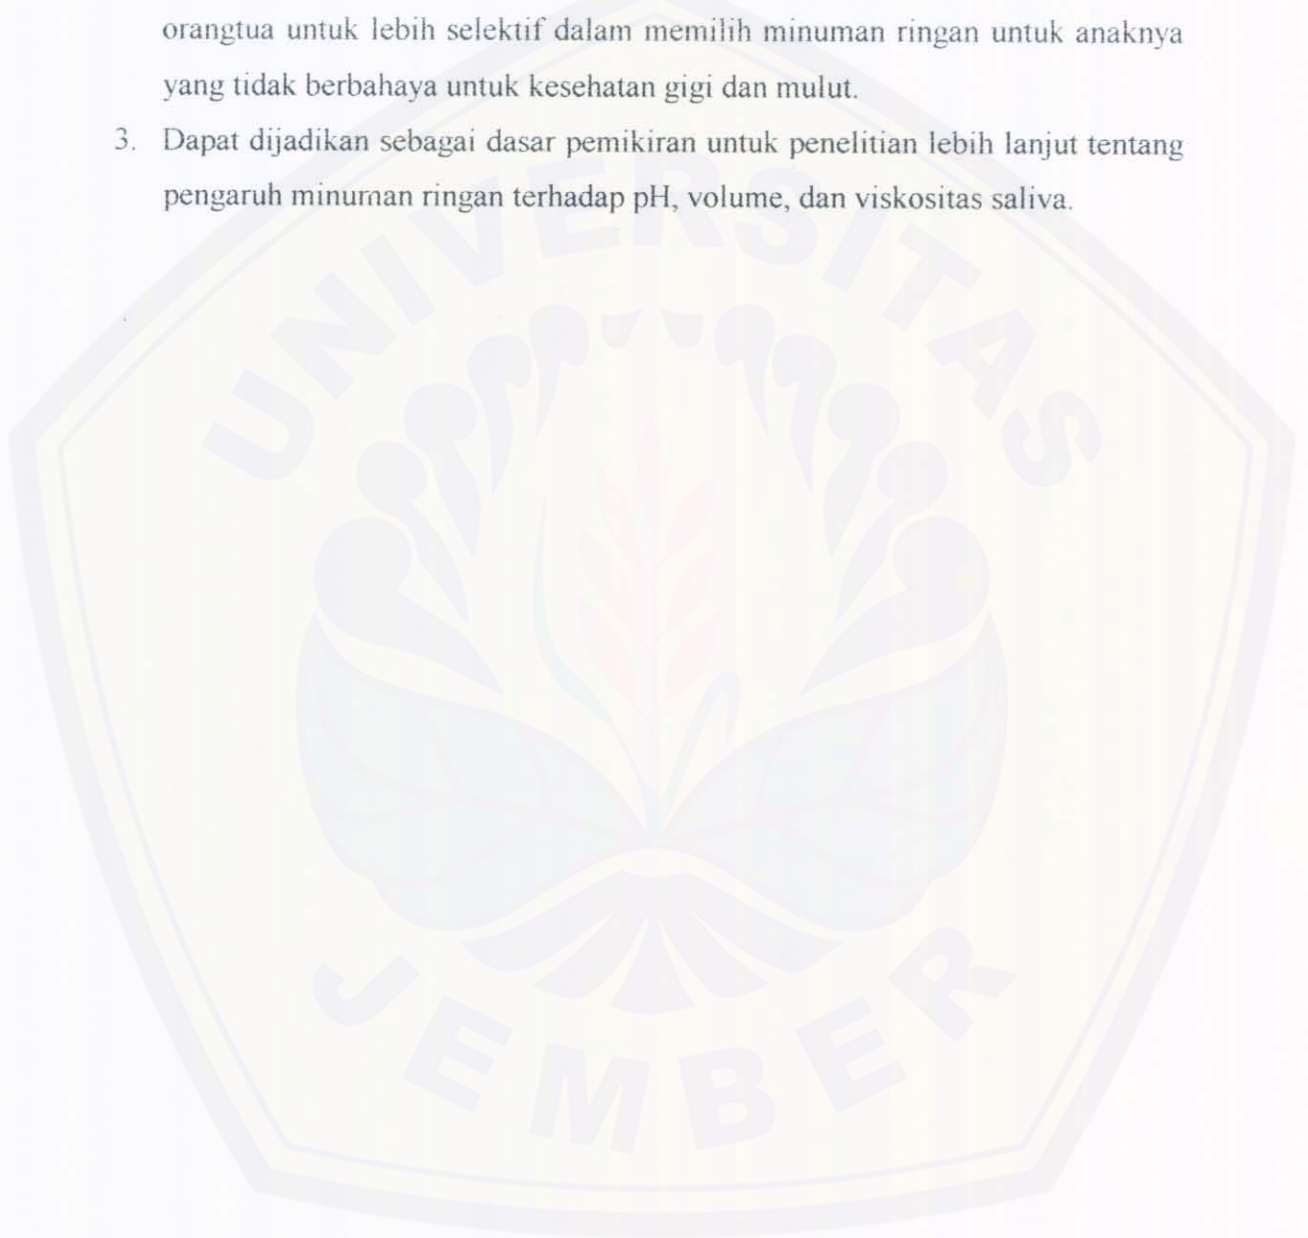 orangtua untuk lebih selektif dalam memilih minuman ringan untuk anaknya
yang tidak berbahaya untuk kesehatan gigi dan mulut.
3. Dapat dijadikan sebagai dasar pemikiran untuk penelitian lebih lanjut tentang
pengaruh minuman ringan terhadap pH, volume, dan viskositas saliva.
UNIVERSITAS
JEMBER